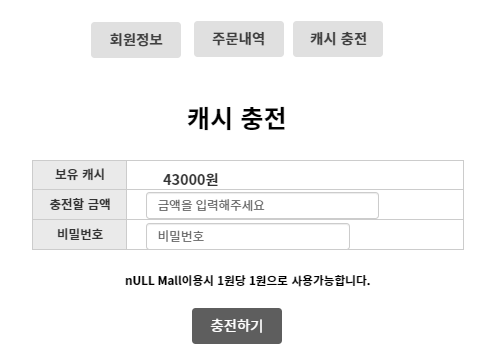 회원정보 주문내역 캐시 충전
캐시 충전
보유 캐시 43000원
충전할 금액 금액을 입력해주세요
비밀번호 비밀번호
nULL Mall이용시 1원당 1원으로 사용가능합니다.
충전하기